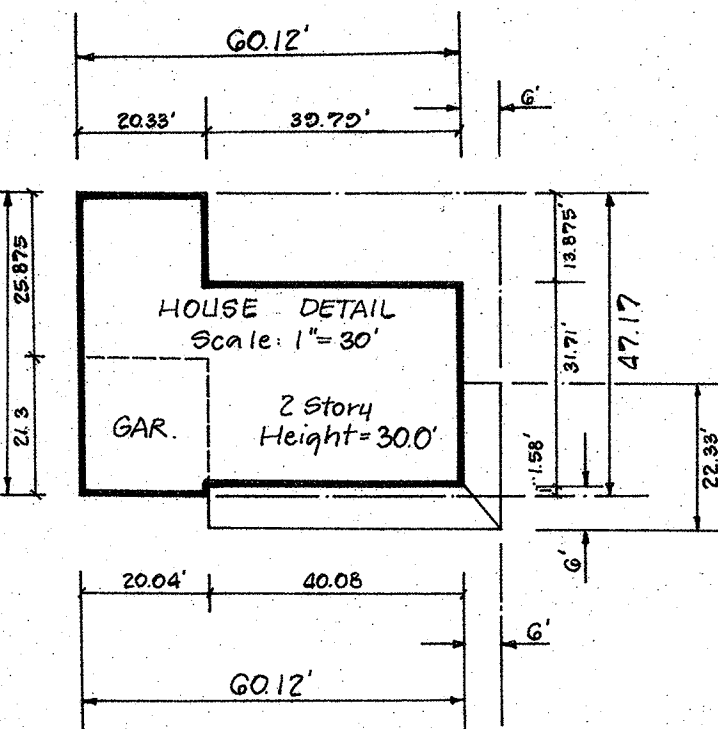 60.12'
20.33' 39.79' 6'
13.875'
25.875
HOUSE DETAIL
Scale: 1"=30'
31.71'
47.17
21.3
GAR.
2 Story
Height=30.0'
1.58'
22.33'
6'
20.04' 40.08
6'
60.12'